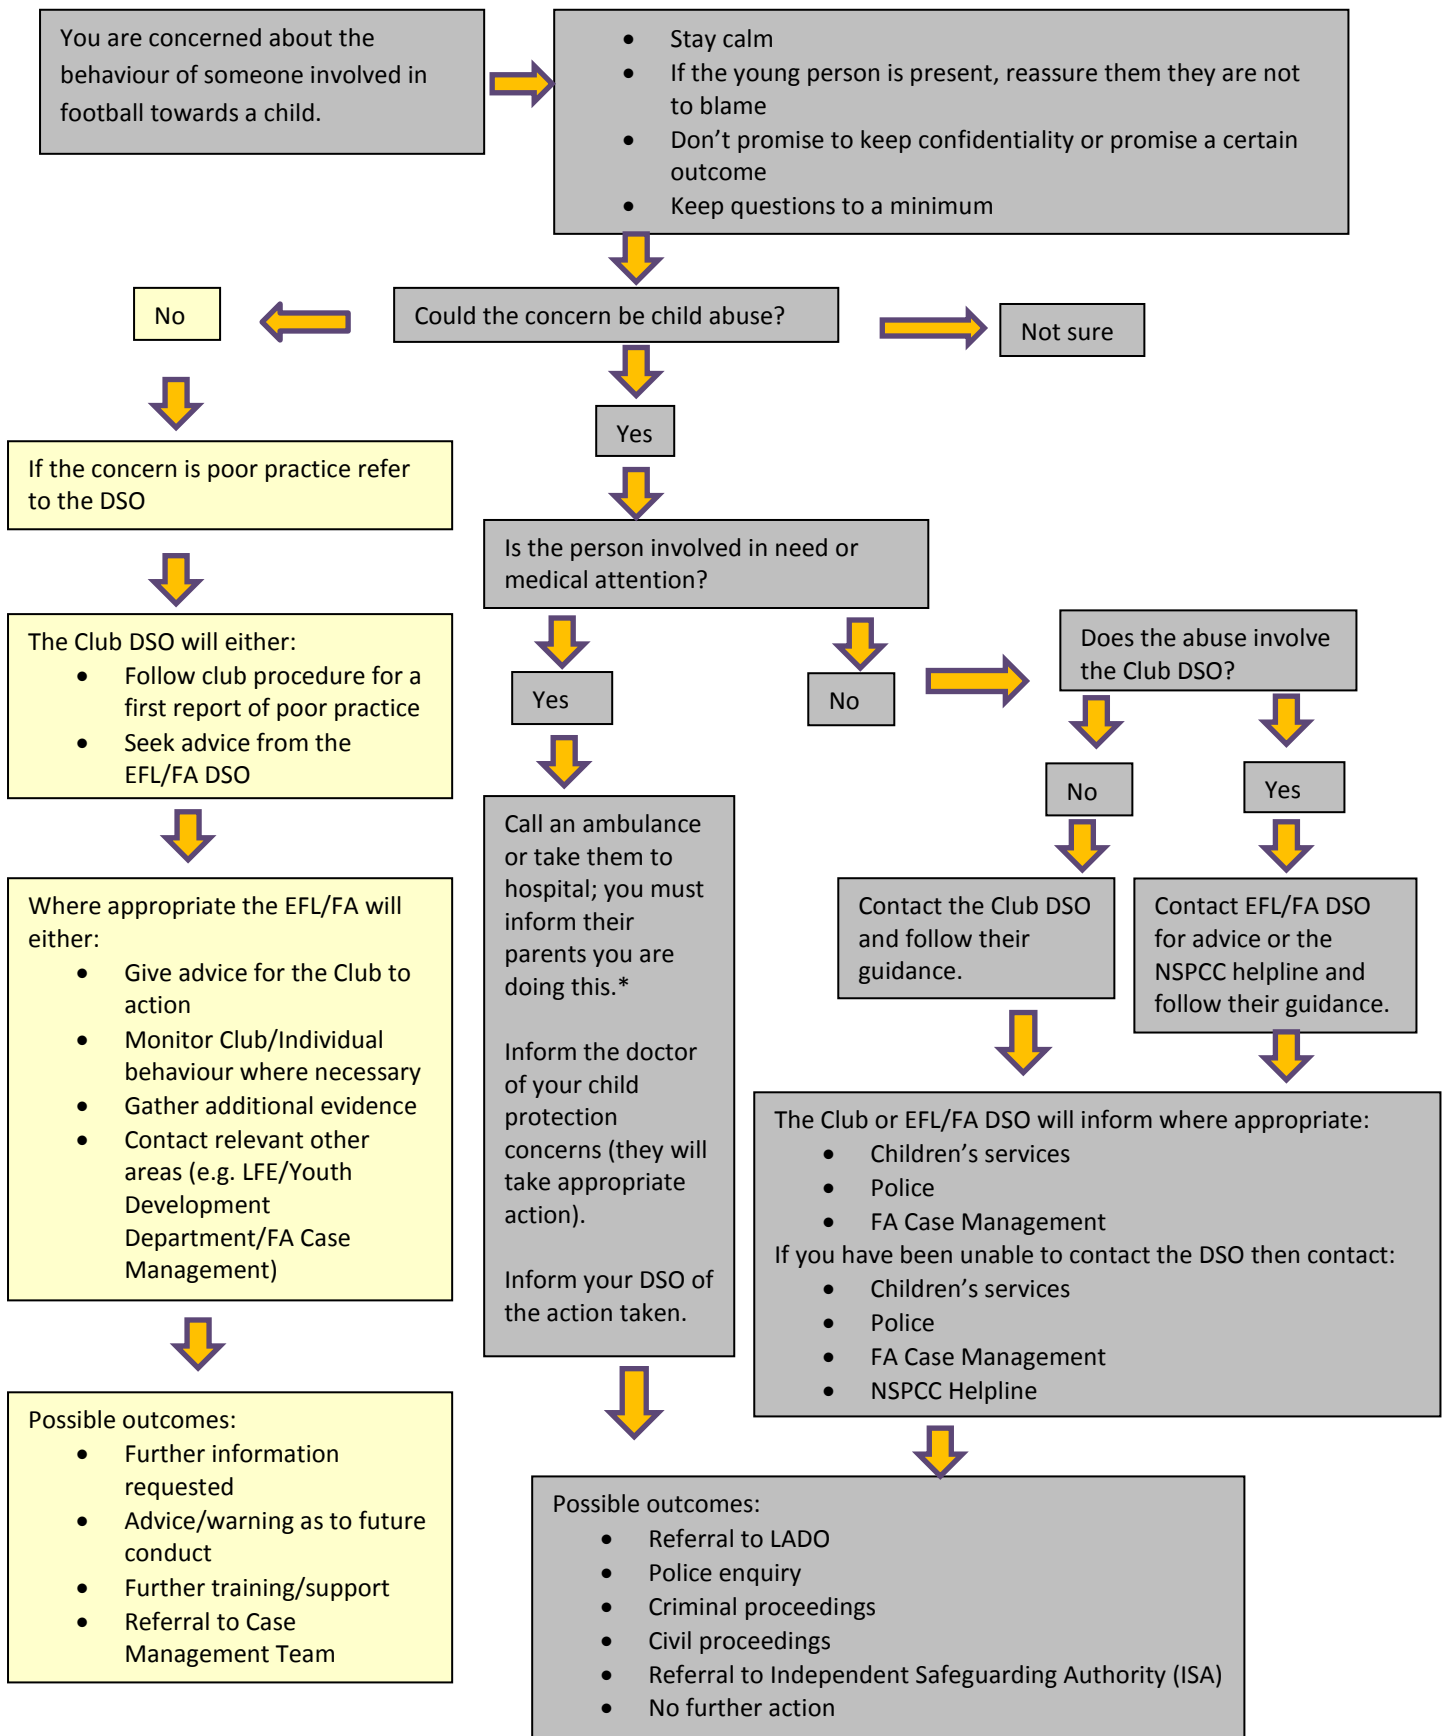 You are concerned about the
behaviour of someone involved in
football towards a child.
• Stay calm
• If the young person is present, reassure them they are not
to blame
• Don’t promise to keep confidentiality or promise a certain
outcome
• Keep questions to a minimum
No
Could the concern be child abuse?
Not sure
Yes
If the concern is poor practice refer
to the DSO
Is the person involved in need or
medical attention?
The Club DSO will either:
• Follow club procedure for a
first report of poor practice
• Seek advice from the
EFL/FA DSO
Yes
No
Does the abuse involve
the Club DSO?
No
Yes
Where appropriate the EFL/FA will
either:
• Give advice for the Club to
action
• Monitor Club/Individual
behaviour where necessary
• Gather additional evidence
• Contact relevant other
areas (e.g. LFE/Youth
Development
Department/FA Case
Management)
Call an ambulance
or take them to
hospital; you must
inform their
parents you are
doing this.*
Inform the doctor
of your child
protection
concerns (they will
take appropriate
action).
Inform your DSO of
the action taken.
Contact the Club DSO
and follow their
guidance.
Contact EFL/FA DSO
for advice or the
NSPCC helpline and
follow their guidance.
The Club or EFL/FA DSO will inform where appropriate:
• Children’s services
• Police
• FA Case Management
If you have been unable to contact the DSO then contact:
• Children’s services
• Police
• FA Case Management
• NSPCC Helpline
Possible outcomes:
• Further information
requested
• Advice/warning as to future
conduct
• Further training/support
• Referral to Case
Management Team
Possible outcomes:
• Referral to LADO
• Police enquiry
• Criminal proceedings
• Civil proceedings
• Referral to Independent Safeguarding Authority (ISA)
• No further action